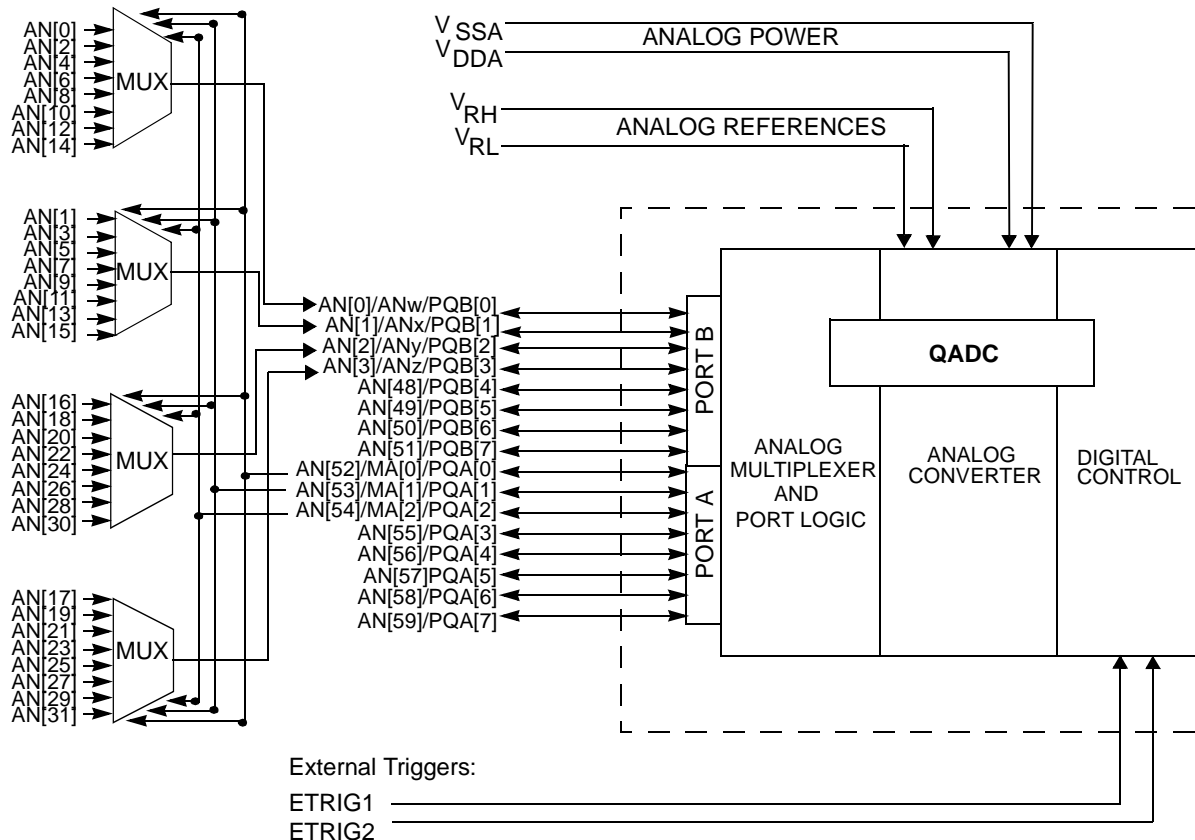 AN[0]
AN[2]
AN[4]
AN[6]
AN[8]
AN[10]
AN[12]
AN[14]
MUX
AN[1]
AN[3]
AN[5]
AN[7]
AN[9]
AN[11]
AN[13]
AN[15]
MUX
AN[16]
AN[18]
AN[20]
AN[22]
AN[24]
AN[26]
AN[28]
AN[30]
MUX
AN[17]
AN[19]
AN[21]
AN[23]
AN[25]
AN[27]
AN[29]
AN[31]
MUX
VSSA
VDDA
ANALOG POWER
VRH
VRL
ANALOG REFERENCES
AN[0]/ANw/PQB[0]
AN[1]/ANx/PQB[1]
AN[2]/ANy/PQB[2]
AN[3]/ANz/PQB[3]
AN[48]/PQB[4]
AN[49]/PQB[5]
AN[50]/PQB[6]
AN[51]/PQB[7]
AN[52]/MA[0]/PQA[0]
AN[53]/MA[1]/PQA[1]
AN[54]/MA[2]/PQA[2]
AN[55]/PQA[3]
AN[56]/PQA[4]
AN[57]PQA[5]
AN[58]/PQA[6]
AN[59]/PQA[7]
PORT B
PORT A
QADC
ANALOG
MULTIPLEXER
AND
PORT LOGIC
ANALOG
CONVERTER
DIGITAL
CONTROL
External Triggers:
ETRIG1
ETRIG2